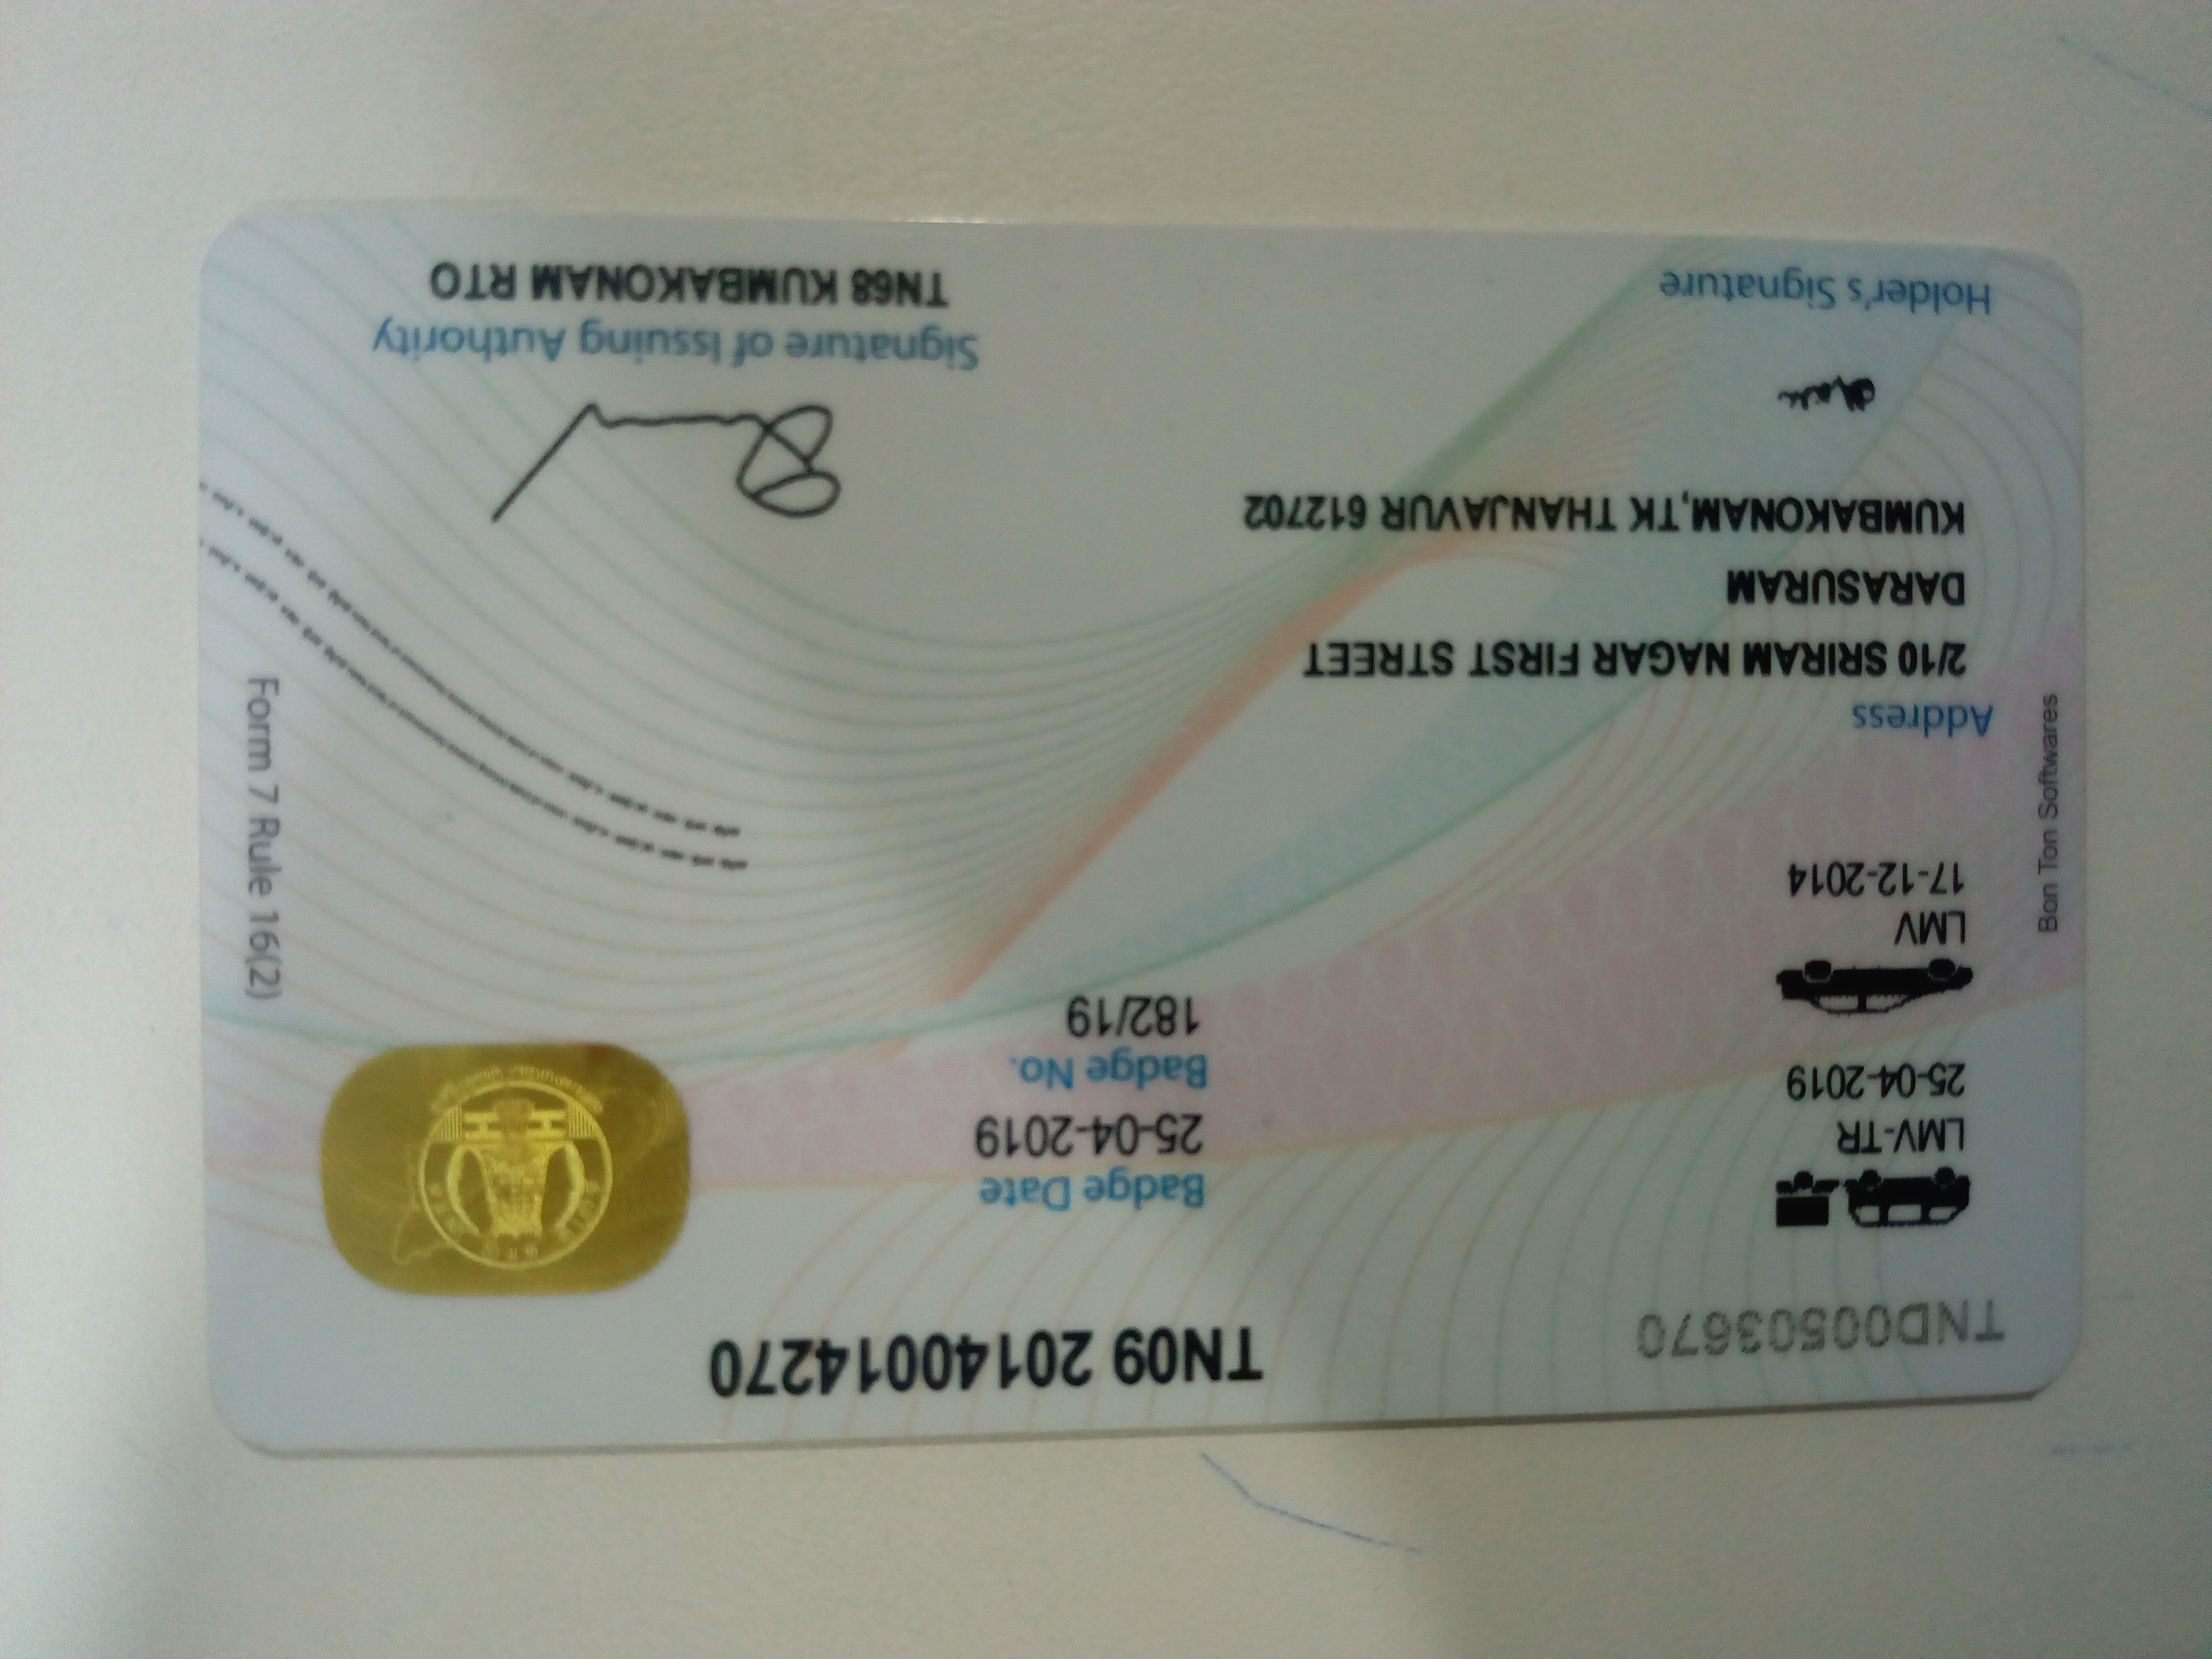 TND00503670
TN09 20140014270
LMV-TR
25-04-2019
Badge Date
25-04-2019
Badge No.
182/19
LMV
17-12-2014
Address
2/10 SRIRAM NAGAR FIRST STREET
DARASURAM
KUMBAKONAM,TK THANJAVUR 612702
Holder's Signature
Signature of Issuing Authority
TN68 KUMBAKONAM RTO
Form 7 Rule 16(2)
Bon Ton Softwares